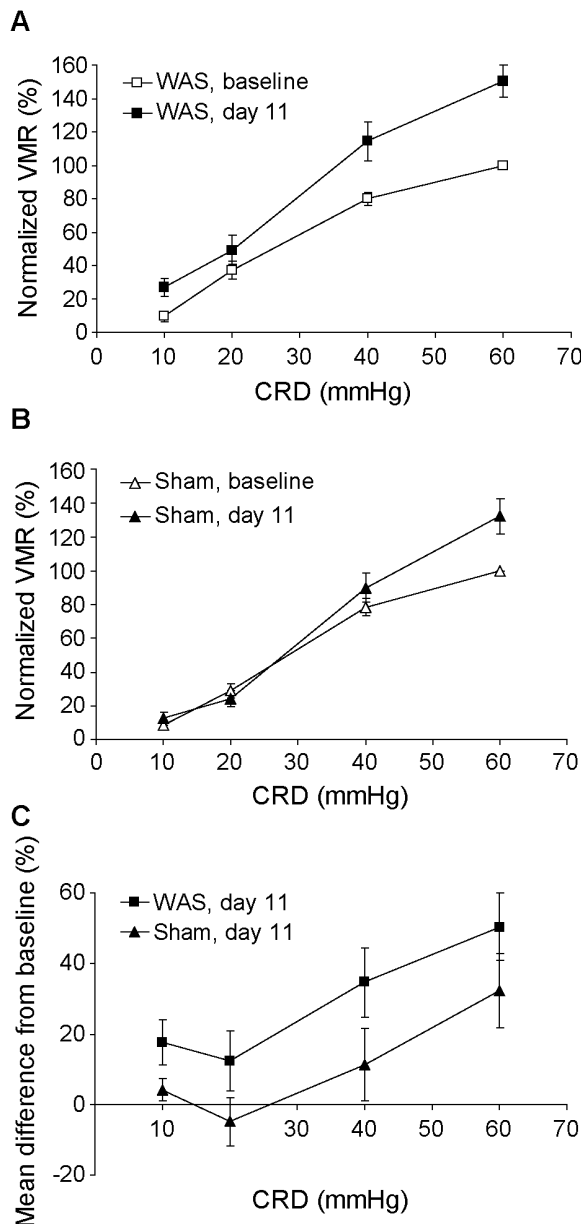 A
160
140
120
100
80
60
40
20
0
Normalized VMR (%)
WAS, baseline
WAS, day 11
0 10 20 30 40 50 60 70
CRD (mmHg)
B
160
140
120
100
80
60
40
20
0
Normalized VMR (%)
Sham, baseline
Sham, day 11
0 10 20 30 40 50 60 70
CRD (mmHg)
C
60
40
20
0
-20
Mean difference from baseline (%)
WAS, day 11
Sham, day 11
10 20 30 40 50 60 70
CRD (mmHg)